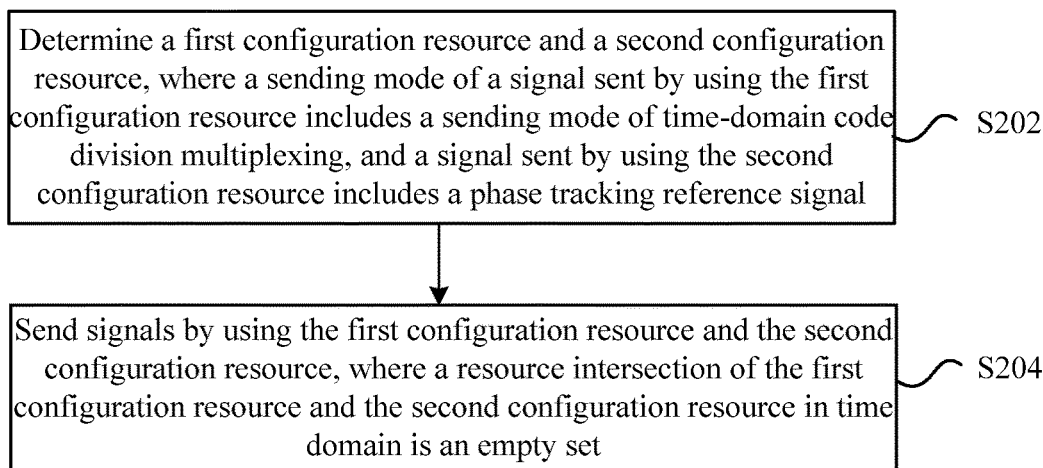 Determine a first configuration resource and a second configuration
resource, where a sending mode of a signal sent by using the first
configuration resource includes a sending mode of time-domain code
division multiplexing, and a signal sent by using the second
configuration resource includes a phase tracking reference signal
S202
Send signals by using the first configuration resource and the second
configuration resource, where a resource intersection of the first
configuration resource and the second configuration resource in time
domain is an empty set
S204